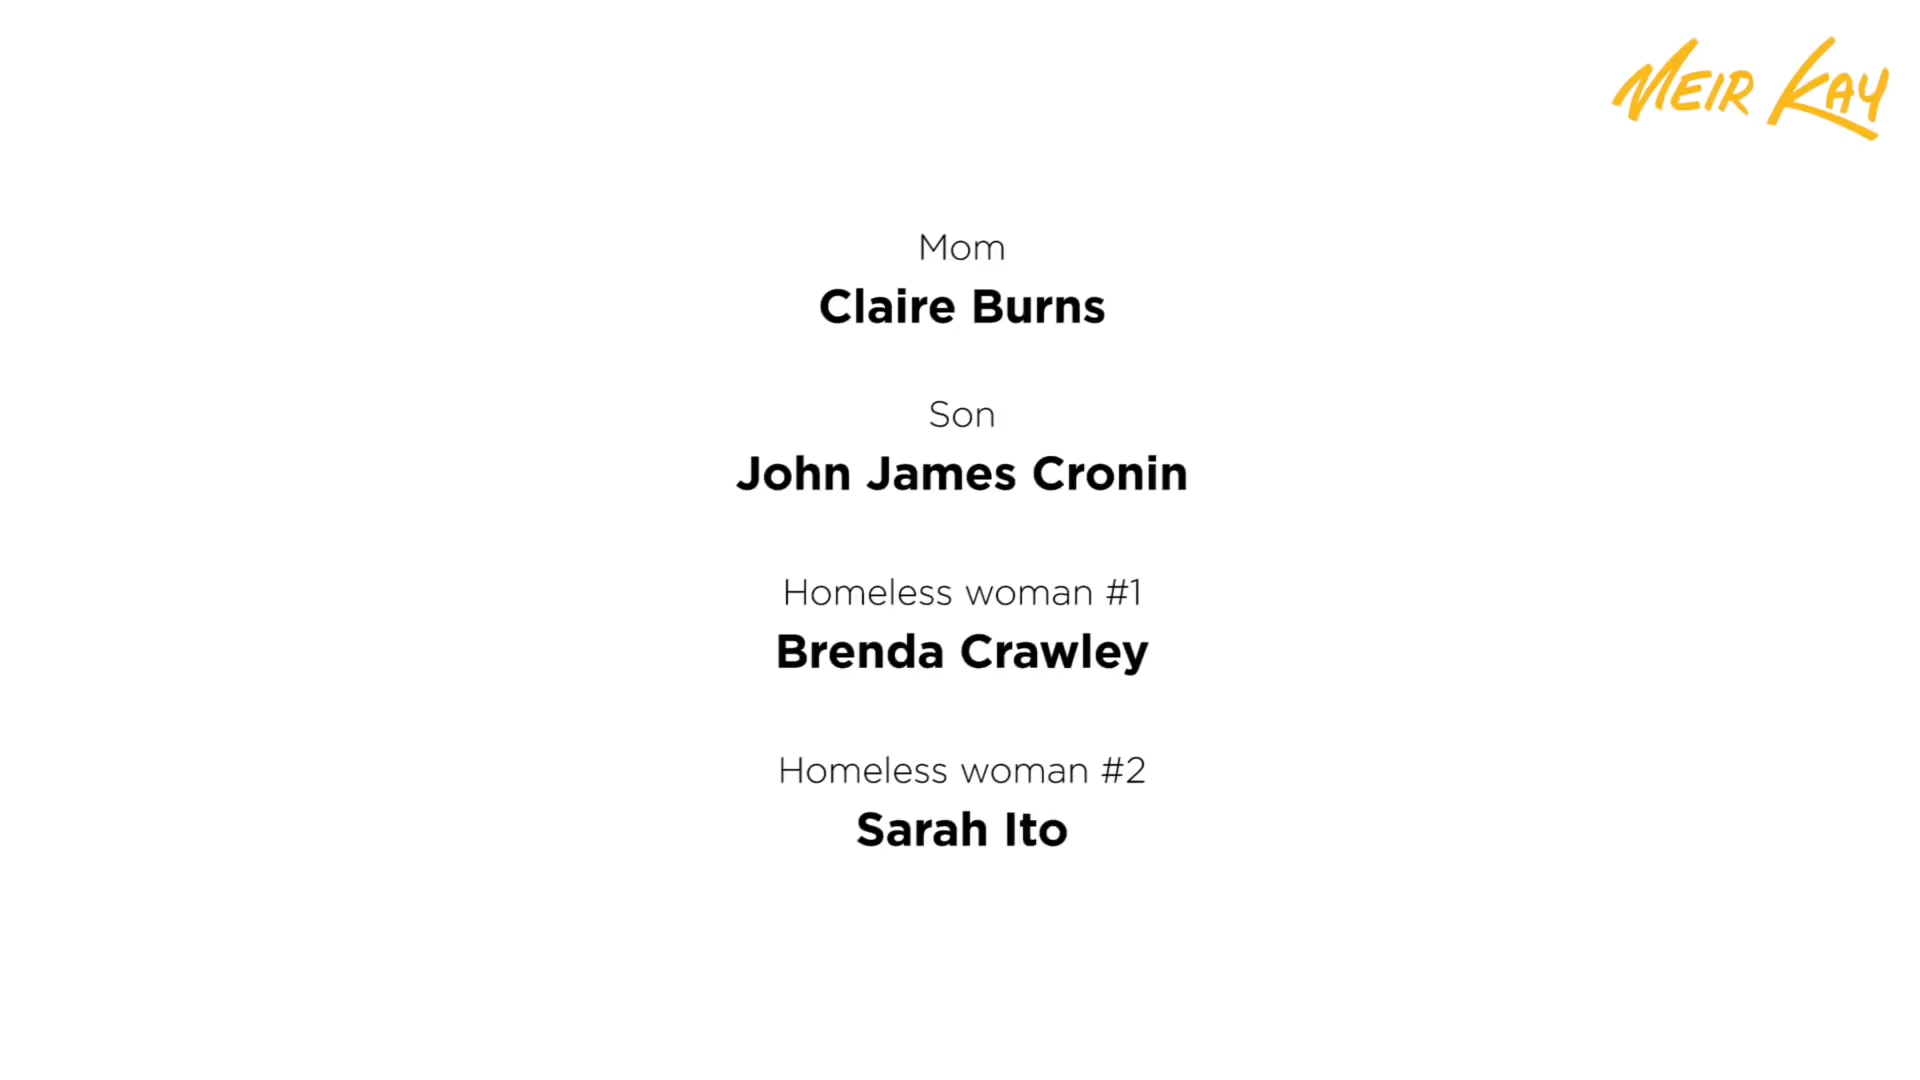 MEIR KAY
Mom
Claire Burns
Son
John James Cronin
Homeless woman #1
Brenda Crawley
Homeless woman #2
Sarah Ito